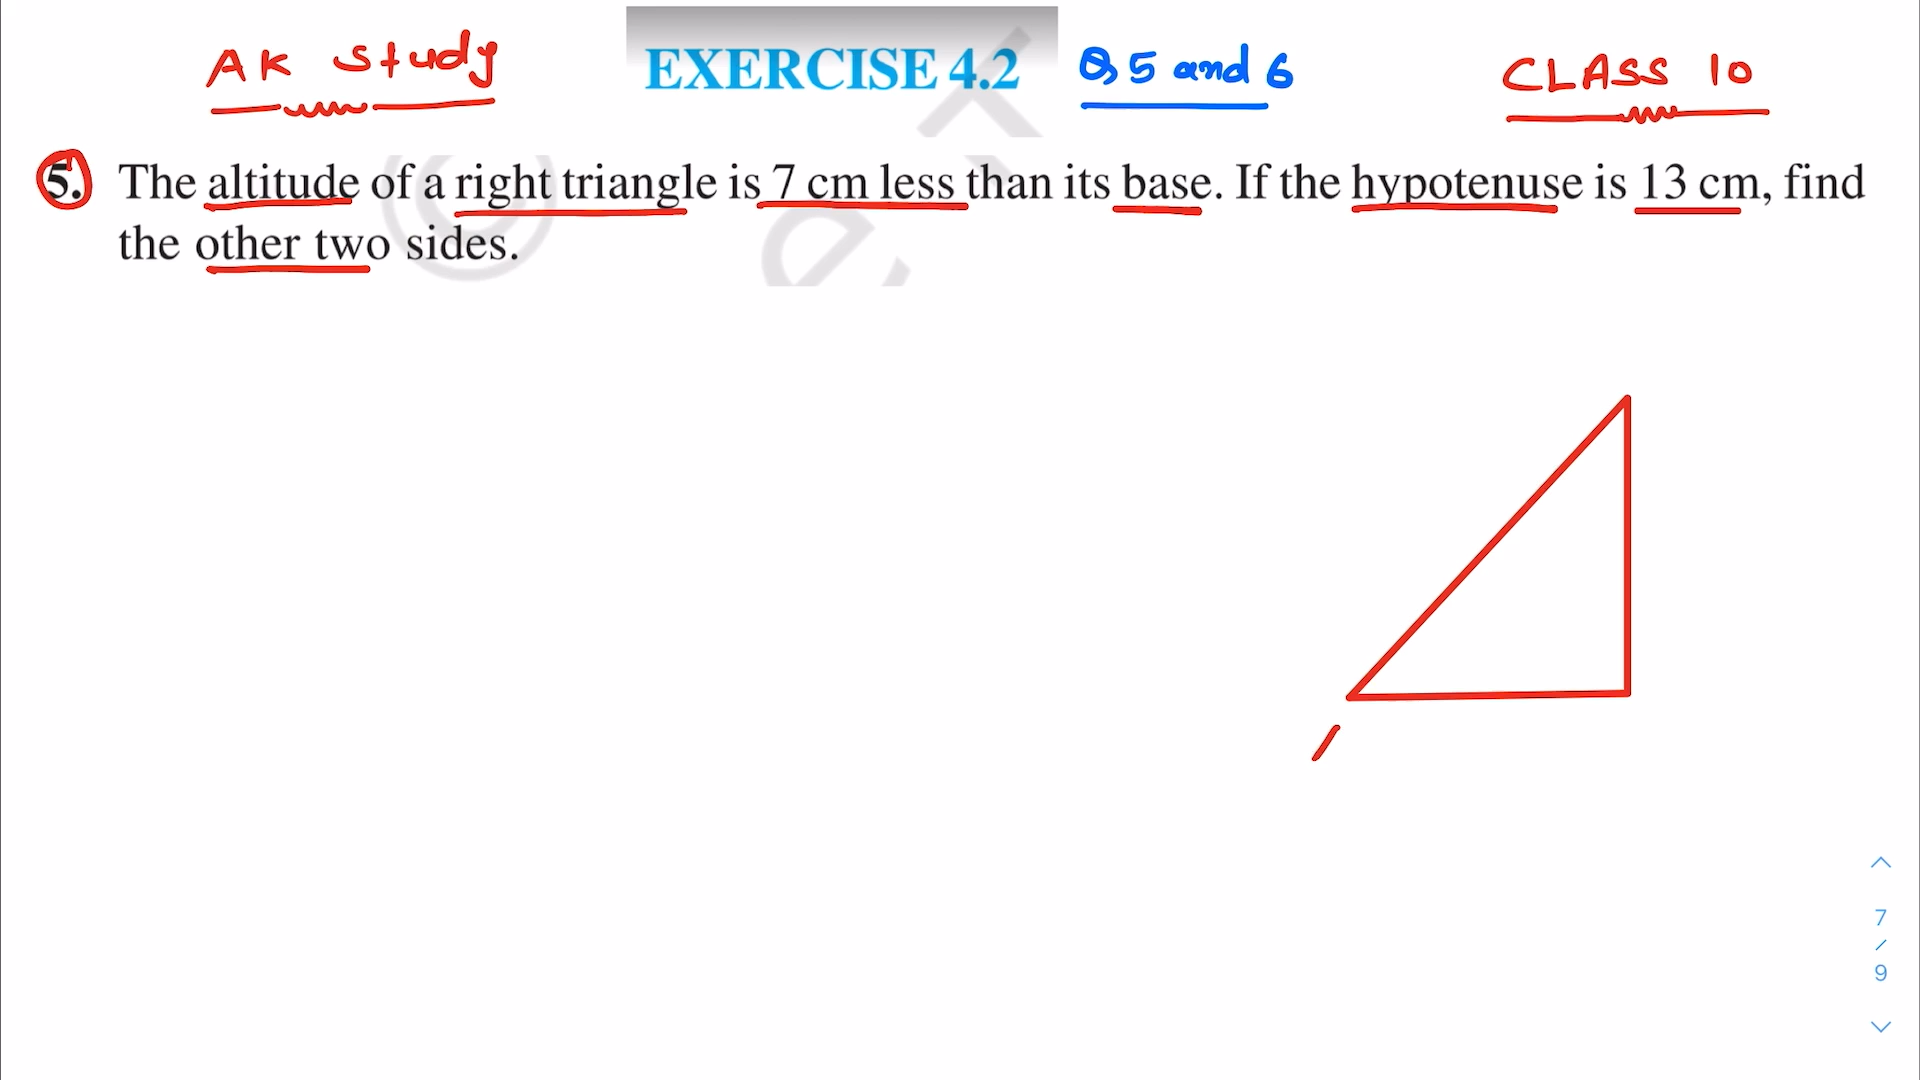 AK Study EXERCISE 4.2 Q 5 and 6 CLASS 10
5. The altitude of a right triangle is 7 cm less than its base. If the hypotenuse is 13 cm, find
the other two sides.
7
/
9